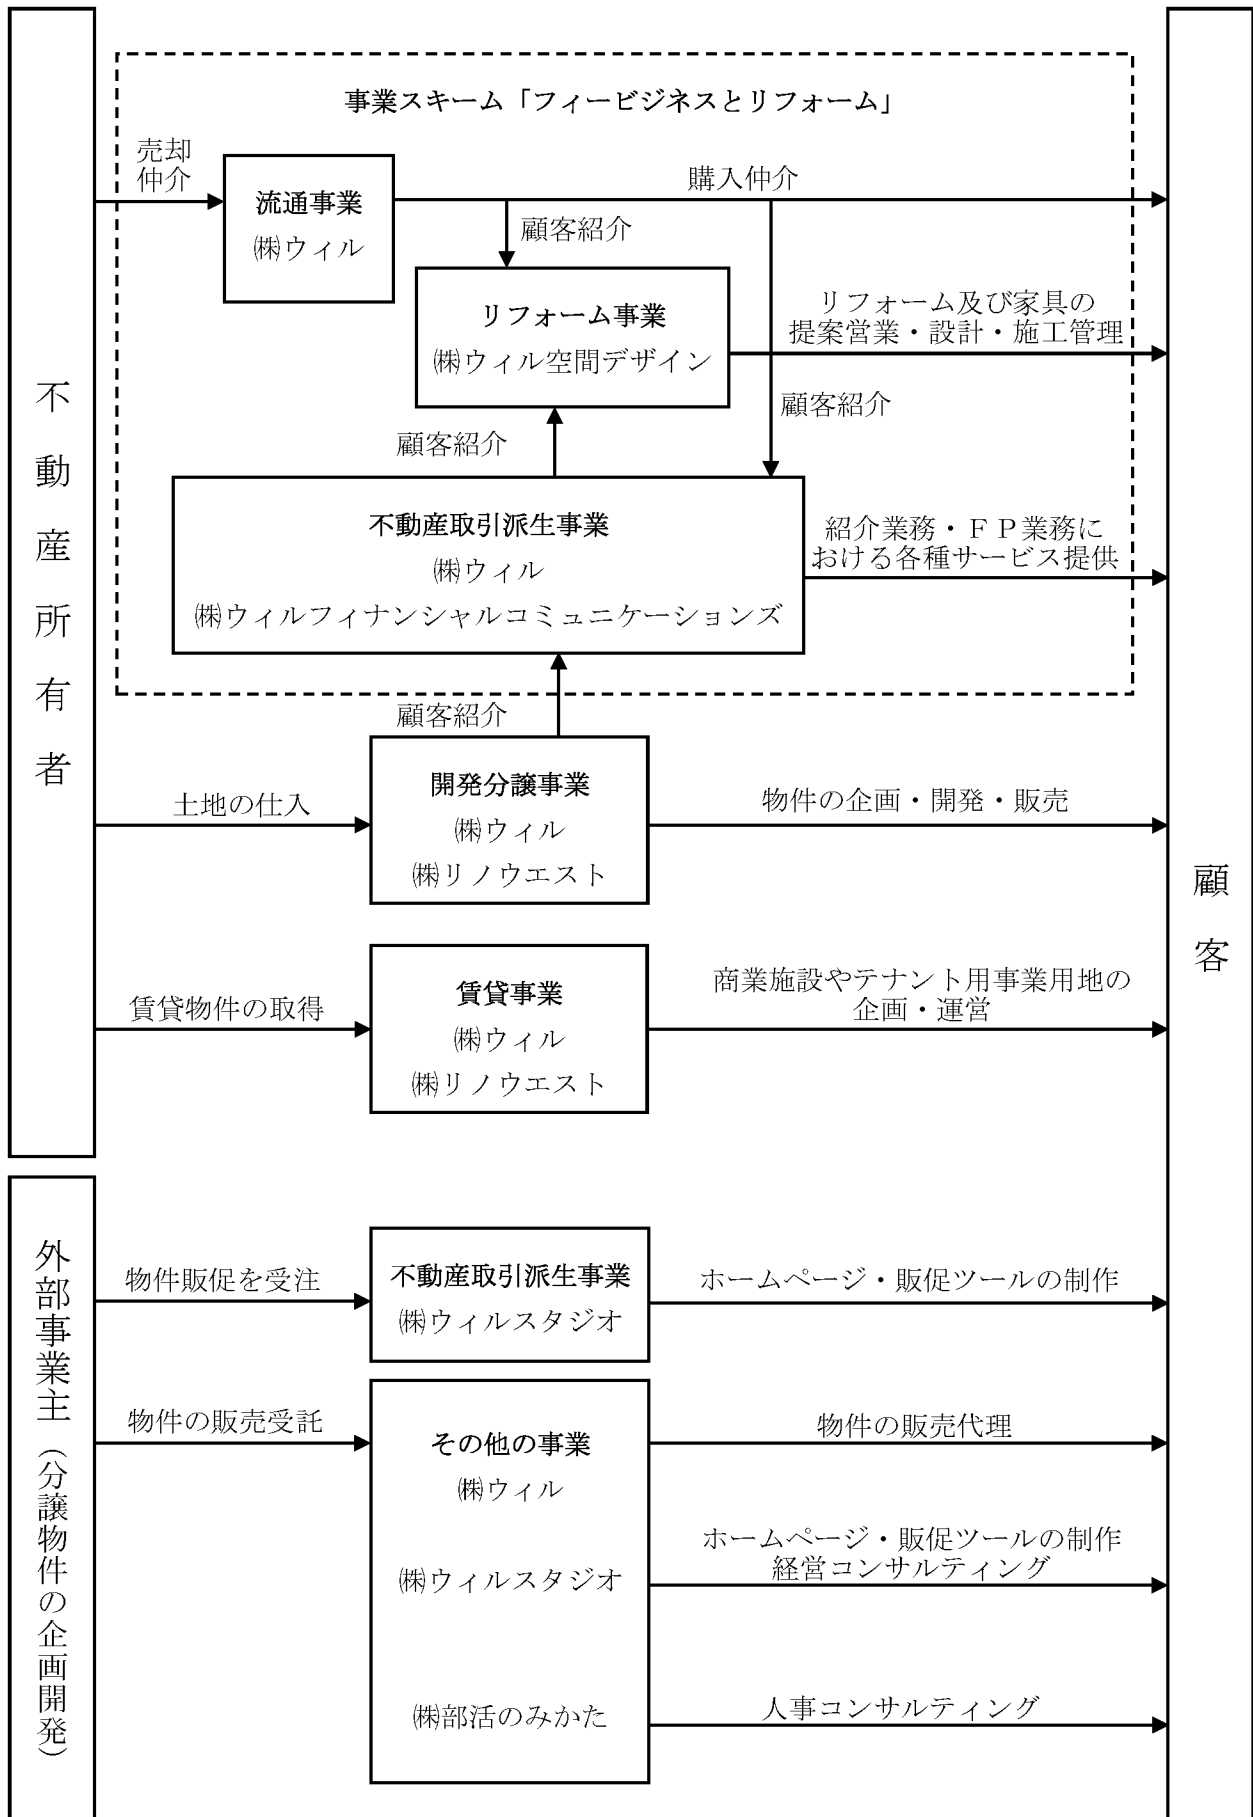 不動産所有者
事業スキーム「フィービジネスとリフォーム」
売却
仲介
流通事業
㈱ウィル
購入仲介
顧客紹介
リフォーム事業
㈱ウィル空間デザイン
リフォーム及び家具の
提案営業・設計・施工管理
顧客紹介
顧客紹介
不動産取引派生事業
㈱ウィル
㈱ウィルフィナンシャルコミュニケーションズ
紹介業務・ＦＰ業務に
おける各種サービス提供
顧客紹介
土地の仕入
開発分譲事業
㈱ウィル
㈱リノウエスト
物件の企画・開発・販売
賃貸物件の取得
賃貸事業
㈱ウィル
㈱リノウエスト
商業施設やテナント用事業用地の
企画・運営
顧客
外部事業主（分譲物件の企画開発）
物件販促を受注
不動産取引派生事業
㈱ウィルスタジオ
ホームページ・販促ツールの制作
物件の販売受託
その他の事業
㈱ウィル
物件の販売代理
㈱ウィルスタジオ
ホームページ・販促ツールの制作
経営コンサルティング
㈱部活のみかた
人事コンサルティング